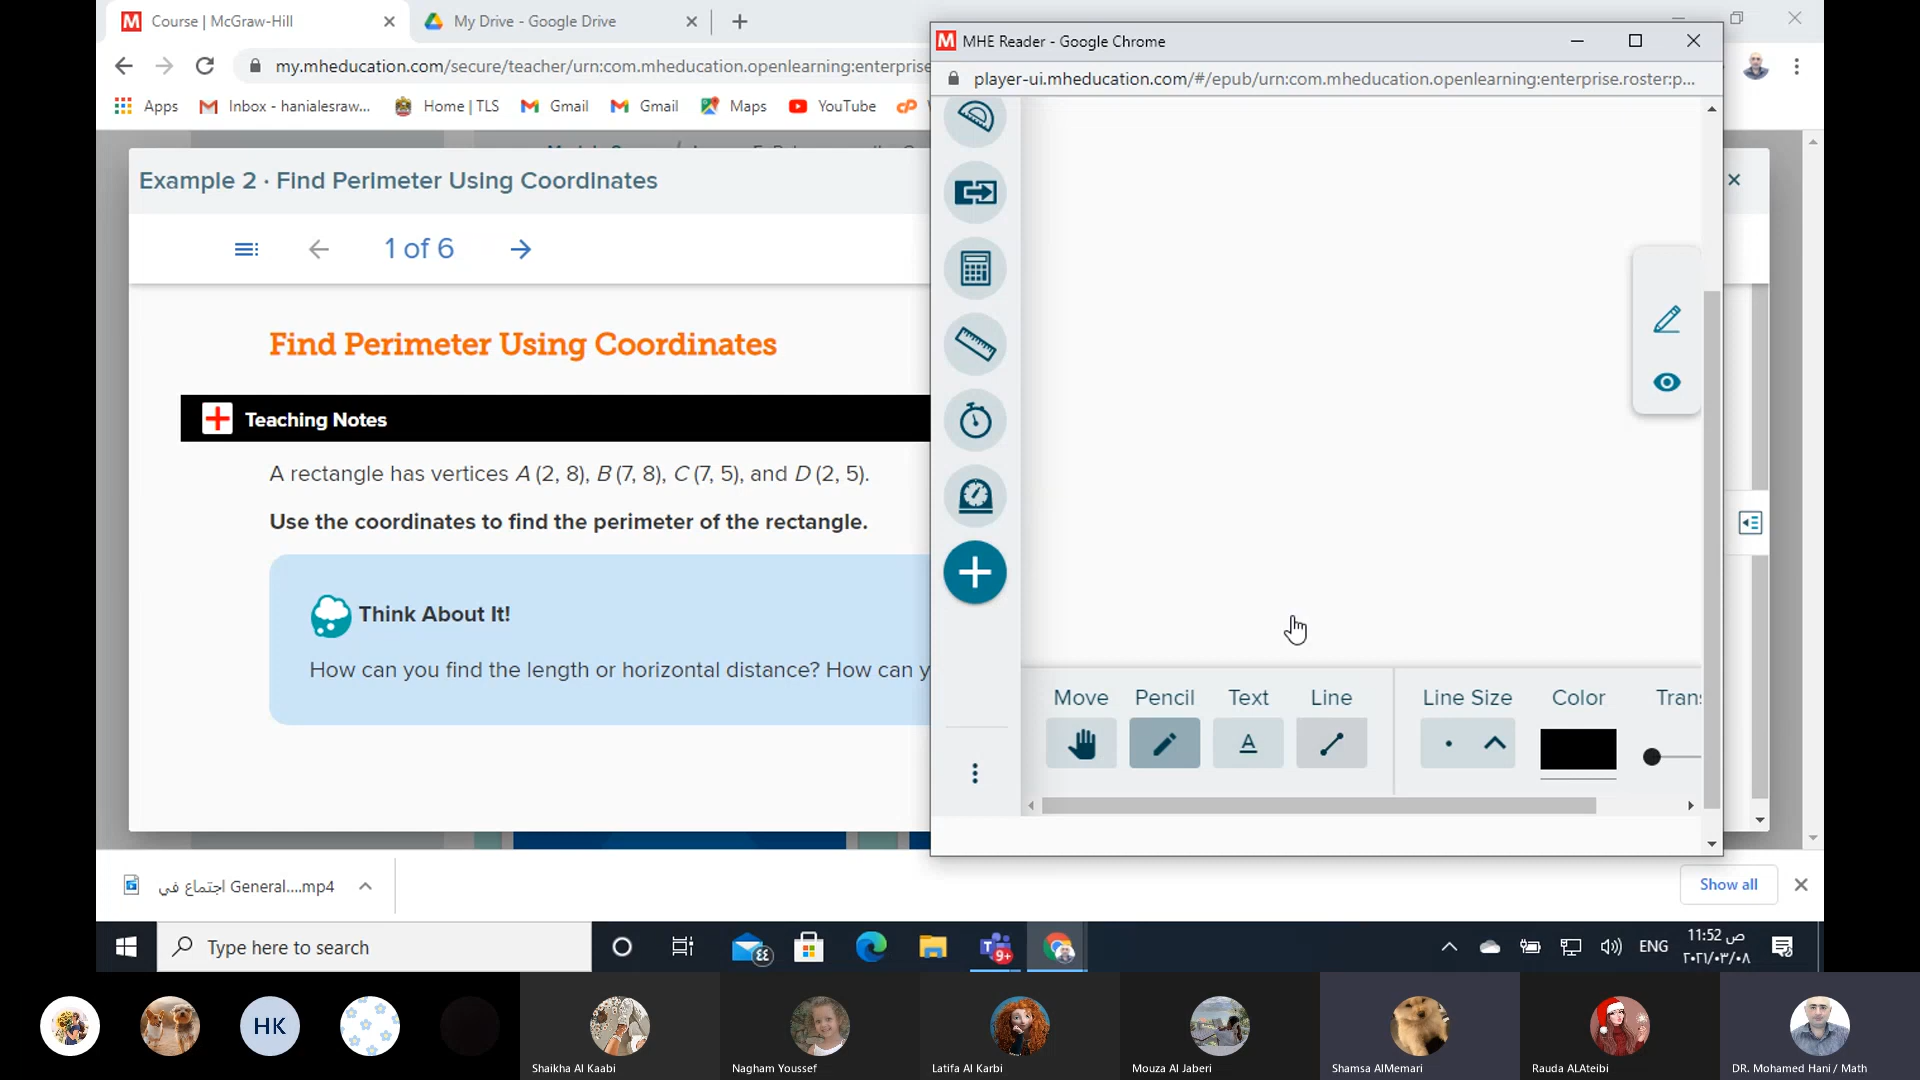 Course | McGraw-Hill
My Drive - Google Drive
my.mheducation.com/secure/teacher/urn:com.mheducation.openlearning:enterprise
Apps
Inbox - hanialesraw...
Home | TLS
Gmail
Gmail
Maps
YouTube
MHE Reader - Google Chrome
player-ui.mheducation.com/#/epub/urn:com.mheducation.openlearning:enterprise.roster:p...
Example 2 · Find Perimeter Using Coordinates
1 of 6
Find Perimeter Using Coordinates
Teaching Notes
A rectangle has vertices A (2, 8), B (7, 8), C (7, 5), and D (2, 5).
Use the coordinates to find the perimeter of the rectangle.
Think About It!
How can you find the length or horizontal distance? How can y
Move Pencil Text Line Line Size Color Trans
اجتماع في General....mp4
Show all
Type here to search
٤٤
9+
ENG
11:52 ص
٢٠٢١/٠٣/٠٨
HK
Shaikha Al Kaabi
Nagham Youssef
Latifa Al Karbi
Mouza Al Jaberi
Shamsa AlMemari
Rauda ALAteibi
DR. Mohamed Hani / Math